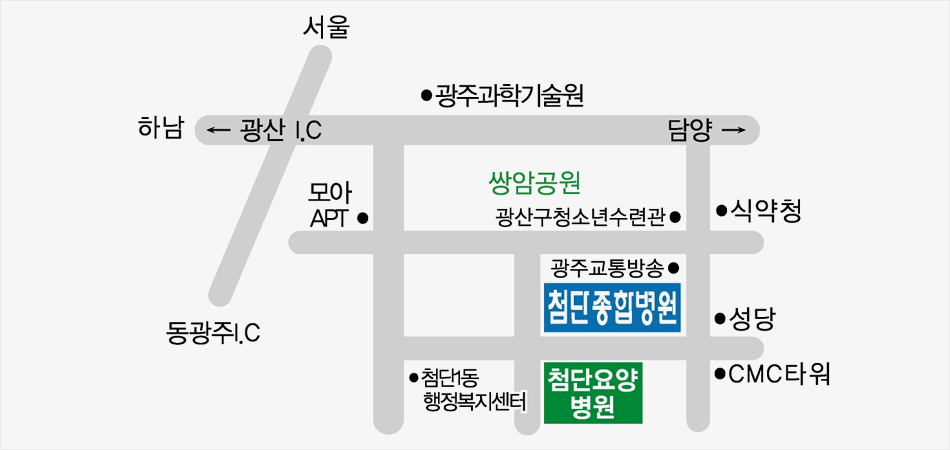 서울
●광주과학기술원
하남
← 광산 I.C
담양 →
쌍암공원
모아
APT ●
광산구청소년수련관●
●식약청
광주교통방송●
첨단종합병원
●성당
동광주I.C
●첨단1동
행정복지센터
첨단요양
병원
●CMC타워